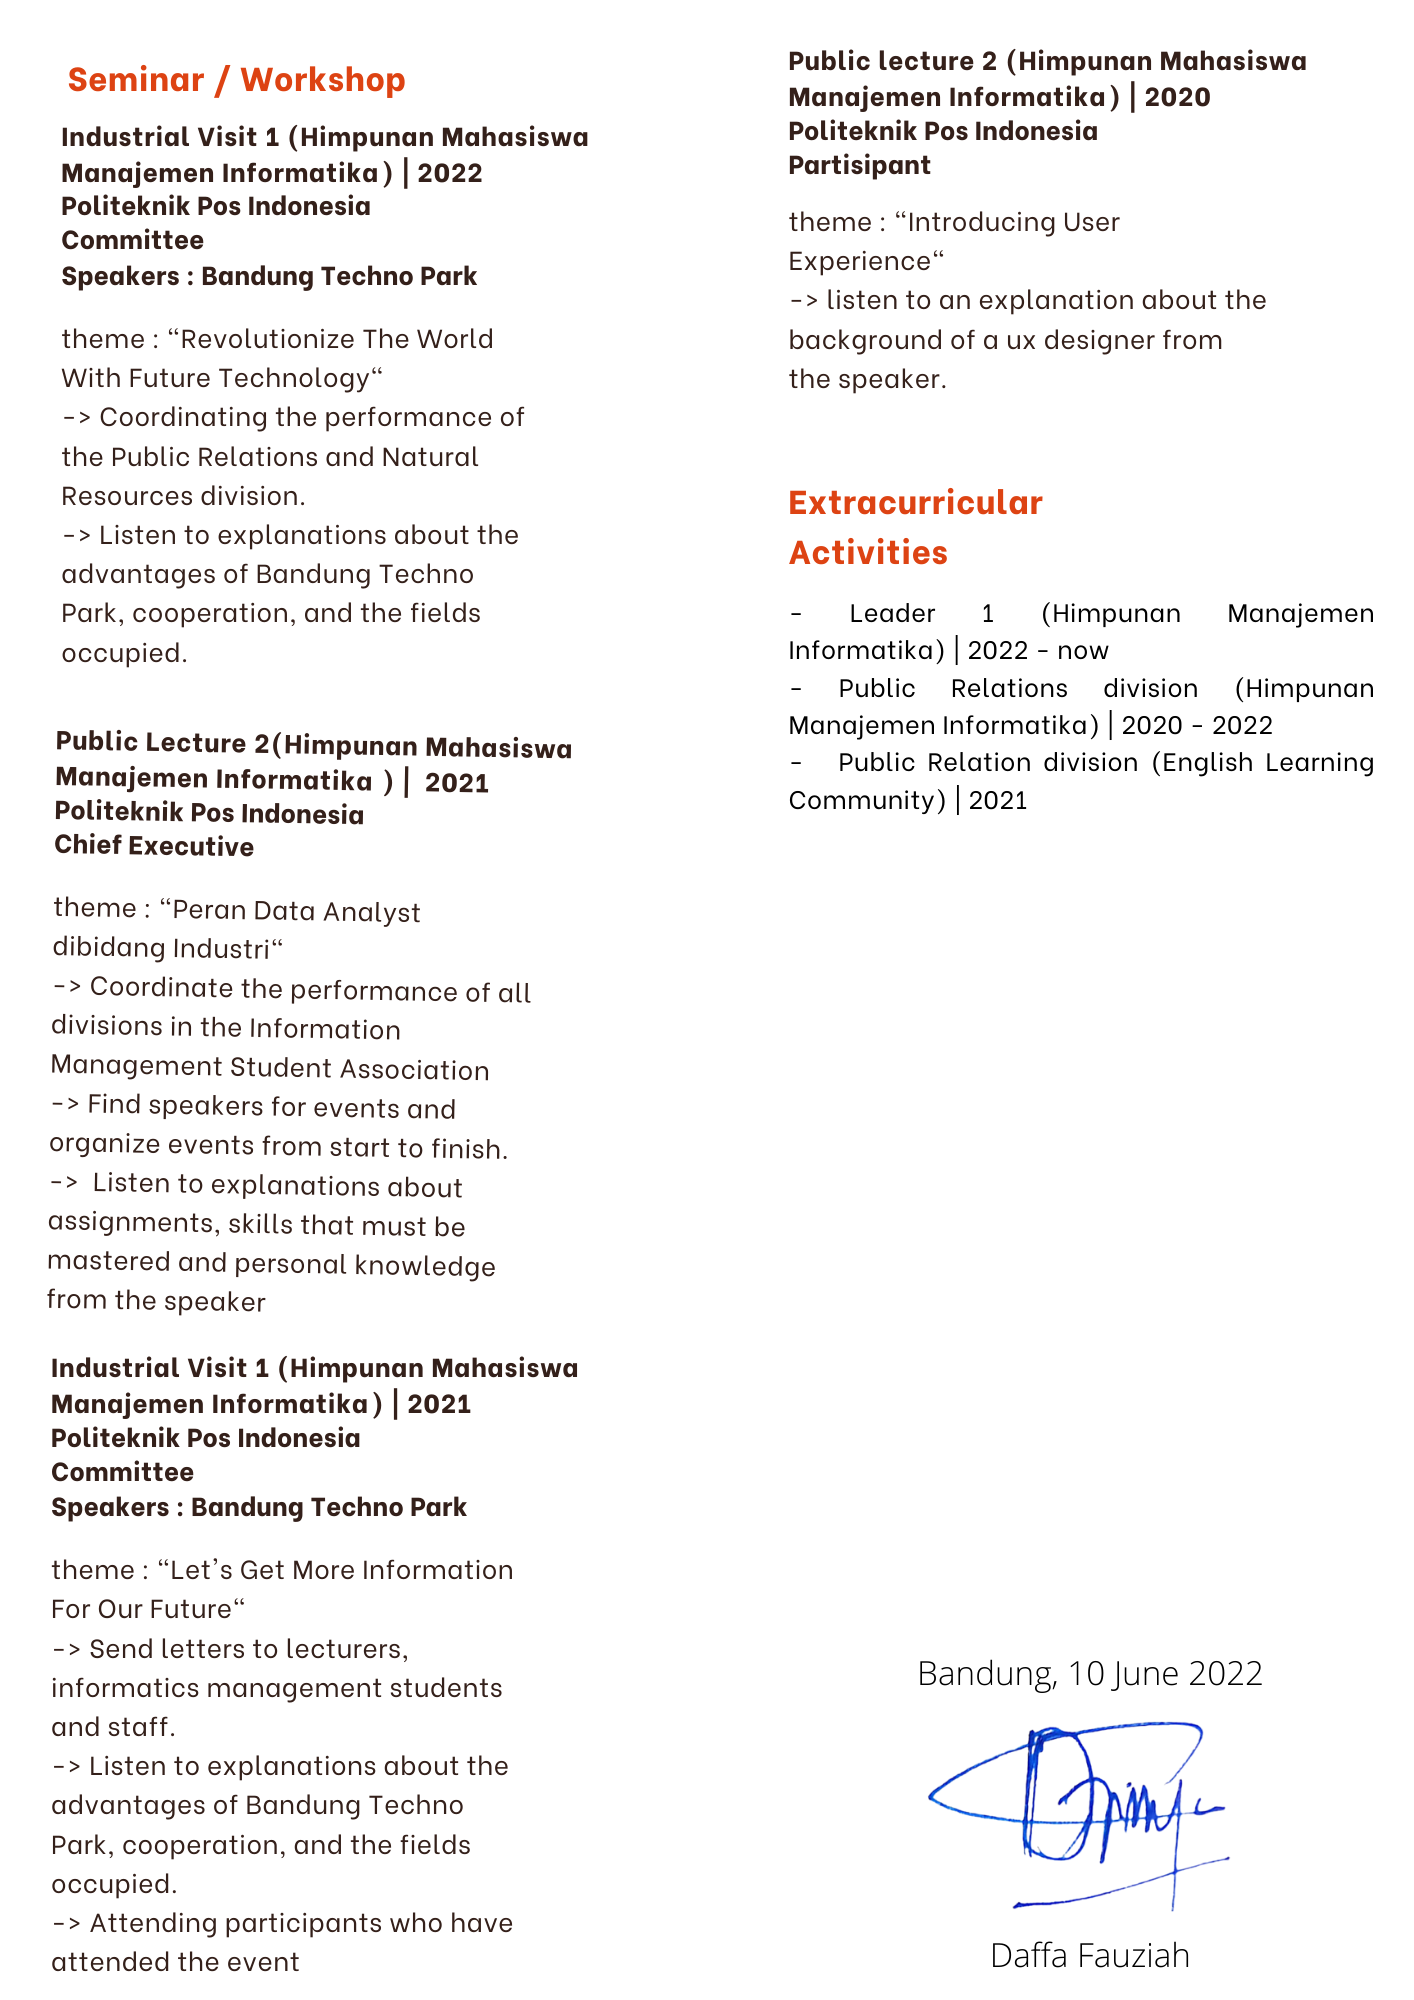 Seminar / Workshop
Industrial Visit 1 (Himpunan Mahasiswa
Manajemen Informatika) | 2022
Politeknik Pos Indonesia
Committee
Speakers : Bandung Techno Park
theme : “Revolutionize The World
With Future Technology“
-> Coordinating the performance of
the Public Relations and Natural
Resources division.
-> Listen to explanations about the
advantages of Bandung Techno
Park, cooperation, and the fields
occupied.
Public Lecture 2(Himpunan Mahasiswa
Manajemen Informatika ) | 2021
Politeknik Pos Indonesia
Chief Executive
theme : “Peran Data Analyst
dibidang Industri“
-> Coordinate the performance of all
divisions in the Information
Management Student Association
-> Find speakers for events and
organize events from start to finish.
-> Listen to explanations about
assignments, skills that must be
mastered and personal knowledge
from the speaker
Industrial Visit 1 (Himpunan Mahasiswa
Manajemen Informatika) | 2021
Politeknik Pos Indonesia
Committee
Speakers : Bandung Techno Park
theme : “Let's Get More Information
For Our Future“
-> Send letters to lecturers,
informatics management students
and staff.
-> Listen to explanations about the
advantages of Bandung Techno
Park, cooperation, and the fields
occupied.
-> Attending participants who have
attended the event
Public lecture 2 (Himpunan Mahasiswa
Manajemen Informatika) | 2020
Politeknik Pos Indonesia
Partisipant
theme : “Introducing User
Experience“
-> listen to an explanation about the
background of a ux designer from
the speaker.
Extracurricular
Activities
- Leader 1 (Himpunan Manajemen
Informatika) | 2022 - now
- Public Relations division (Himpunan
Manajemen Informatika) | 2020 - 2022
- Public Relation division (English Learning
Community) | 2021
Bandung, 10 June 2022
Daffa Fauziah